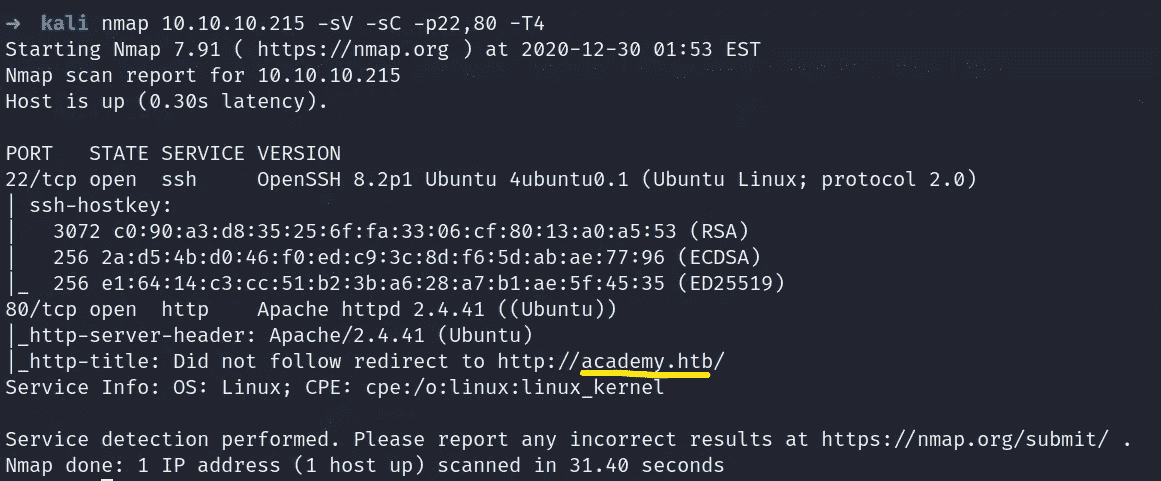 → kali nmap 10.10.10.215 -sV -sC -p22,80 -T4
Starting Nmap 7.91 ( https://nmap.org ) at 2020-12-30 01:53 EST
Nmap scan report for 10.10.10.215
Host is up (0.30s latency).
PORT   STATE SERVICE VERSION
22/tcp open  ssh     OpenSSH 8.2p1 Ubuntu 4ubuntu0.1 (Ubuntu Linux; protocol 2.0)
| ssh-hostkey:
|   3072 c0:90:a3:d8:35:25:6f:fa:33:06:cf:80:13:a0:a5:53 (RSA)
|   256 2a:d5:4b:d0:46:f0:ed:c9:3c:8d:f6:5d:ab:ae:77:96 (ECDSA)
|_  256 e1:64:14:c3:cc:51:b2:3b:a6:28:a7:b1:ae:5f:45:35 (ED25519)
80/tcp open  http    Apache httpd 2.4.41 ((Ubuntu))
|_http-server-header: Apache/2.4.41 (Ubuntu)
|_http-title: Did not follow redirect to http://academy.htb/
Service Info: OS: Linux; CPE: cpe:/o:linux:linux_kernel
Service detection performed. Please report any incorrect results at https://nmap.org/submit/ .
Nmap done: 1 IP address (1 host up) scanned in 31.40 seconds